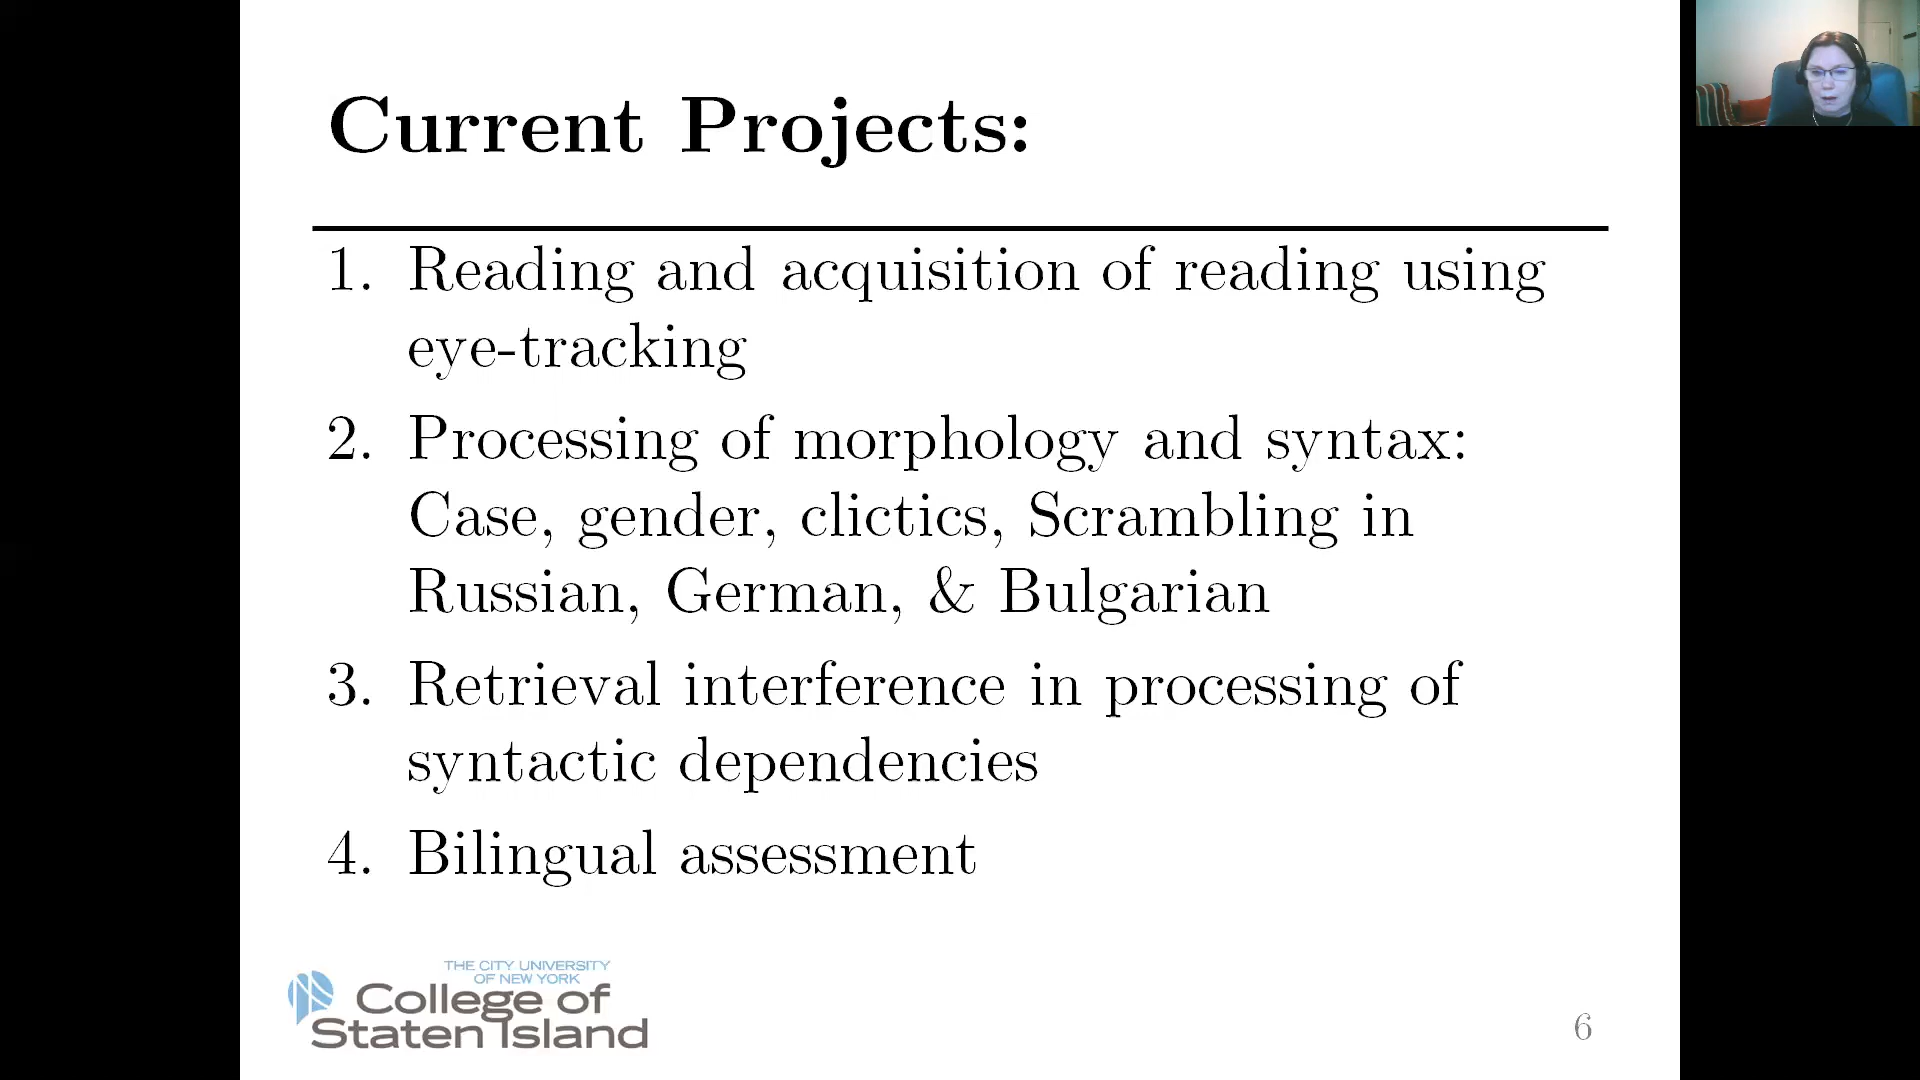 Current Projects:
1. Reading and acquisition of reading using
eye-tracking
2. Processing of morphology and syntax:
Case, gender, clictics, Scrambling in
Russian, German, & Bulgarian
3. Retrieval interference in processing of
syntactic dependencies
4. Bilingual assessment
THE CITY UNIVERSITY
OF NEW YORK
College of
Staten Island
6